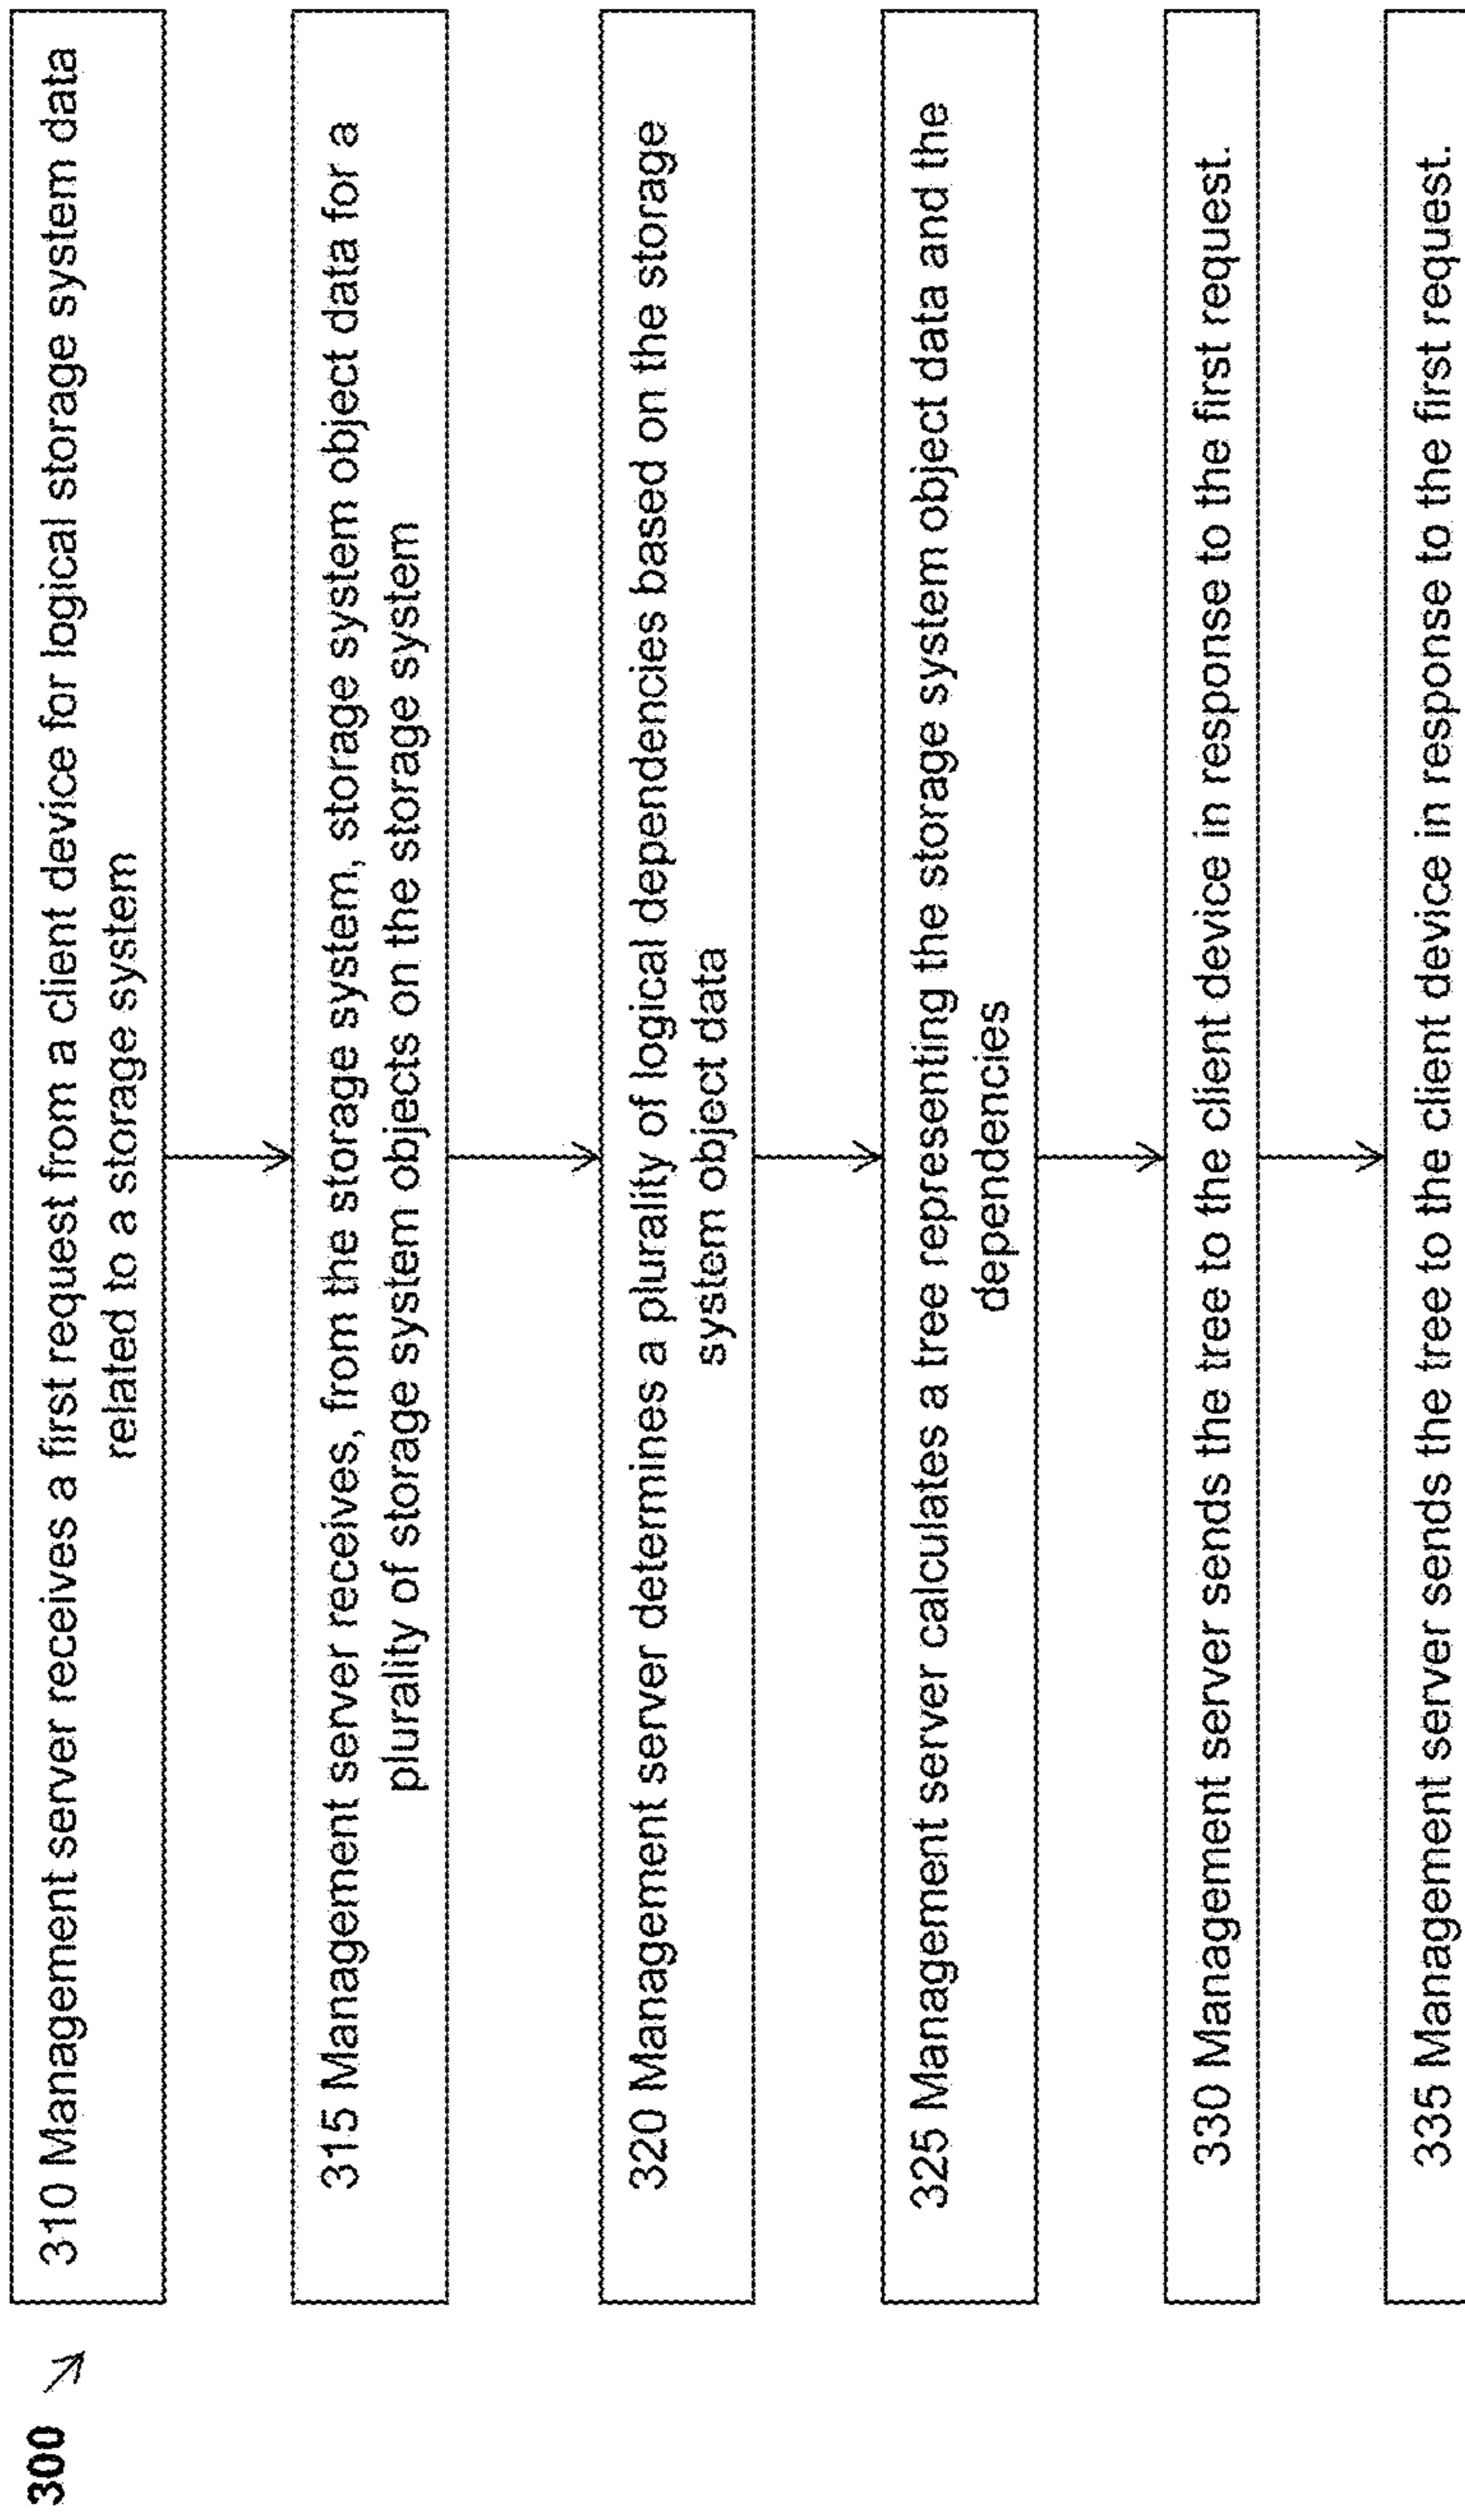 300
310 Management server receives a first request from a client device for logical storage system data
related to a storage system
315 Management server receives, from the storage system, storage system object data for a
plurality of storage system objects on the storage system
320 Management server determines a plurality of logical dependencies based on the storage
system object data
325 Management server calculates a tree representing the storage system object data and the
dependencies
330 Management server sends the tree to the client device in response to the first request.
335 Management server sends the tree to the client device in response to the first request.